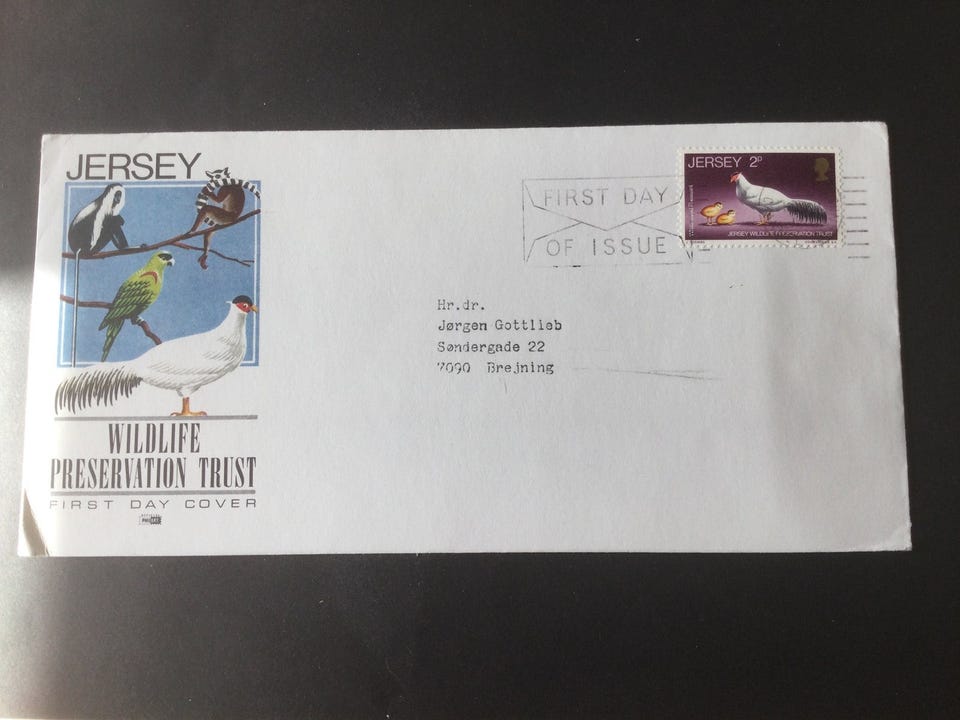 JERSEY
WILDLIFE
PRESERVATION TRUST
FIRST DAY COVER
FIRST DAY
OF ISSUE
JERSEY 2P
JERSEY WILDLIFE PRESERVATION TRUST
Hr.dr.
Jørgen Gottlieb
Søndergade 22
7090 Brejning